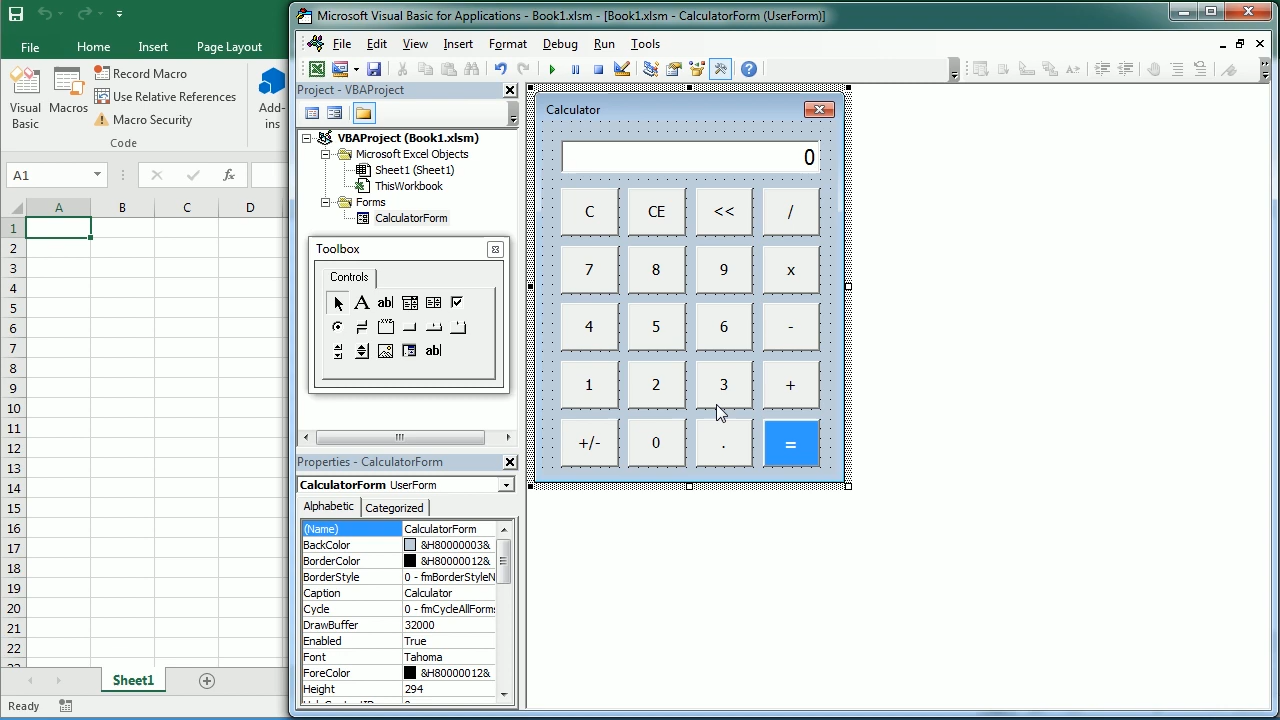 File
Home
Insert
Page Layout
Visual
Basic
Macros
Record Macro
Use Relative References
Macro Security
Code
Add-
ins
A1
fx
A
B
C
D
1
2
3
4
5
6
7
8
9
10
11
12
13
14
15
16
17
18
19
20
21
22
Sheet1
Ready
Microsoft Visual Basic for Applications - Book1.xlsm - [Book1.xlsm - CalculatorForm (UserForm)]
File Edit View Insert Format Debug Run Tools
Project - VBAProject
VBAProject (Book1.xlsm)
Microsoft Excel Objects
Sheet1 (Sheet1)
ThisWorkbook
Forms
CalculatorForm
Toolbox
Controls
A
ab|
ab|
Properties - CalculatorForm
CalculatorForm UserForm
Alphabetic
Categorized
(Name) CalculatorForm
BackColor &H80000003&
BorderColor &H80000012&
BorderStyle 0 - fmBorderStyleN
Caption Calculator
Cycle 0 - fmCycleAllForms
DrawBuffer 32000
Enabled True
Font Tahoma
ForeColor &H80000012&
Height 294
Calculator
0
C CE << /
7 8 9 x
4 5 6 -
1 2 3 +
+/- 0 . =